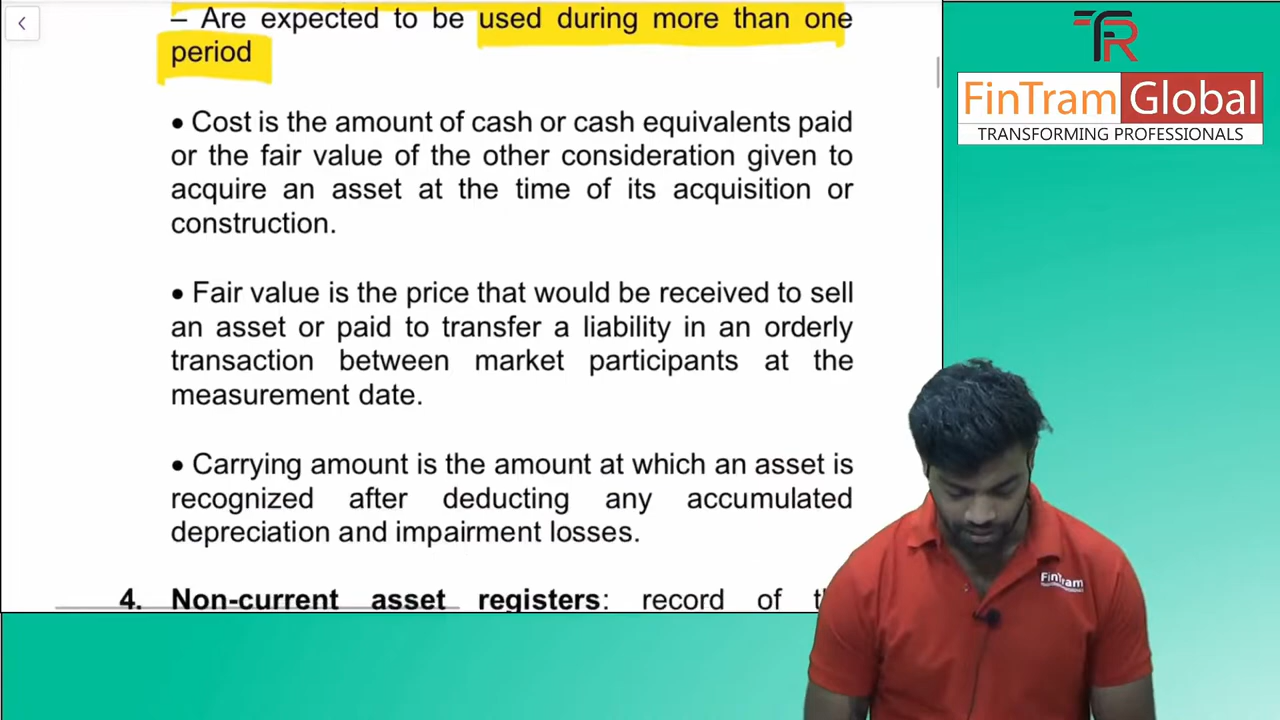 – Are expected to be used during more than one
period
• Cost is the amount of cash or cash equivalents paid
or the fair value of the other consideration given to
acquire an asset at the time of its acquisition or
construction.
• Fair value is the price that would be received to sell
an asset or paid to transfer a liability in an orderly
transaction between market participants at the
measurement date.
• Carrying amount is the amount at which an asset is
recognized after deducting any accumulated
depreciation and impairment losses.
4. Non-current asset registers: record of
FinTram Global
TRANSFORMING PROFESSIONALS
FinTram